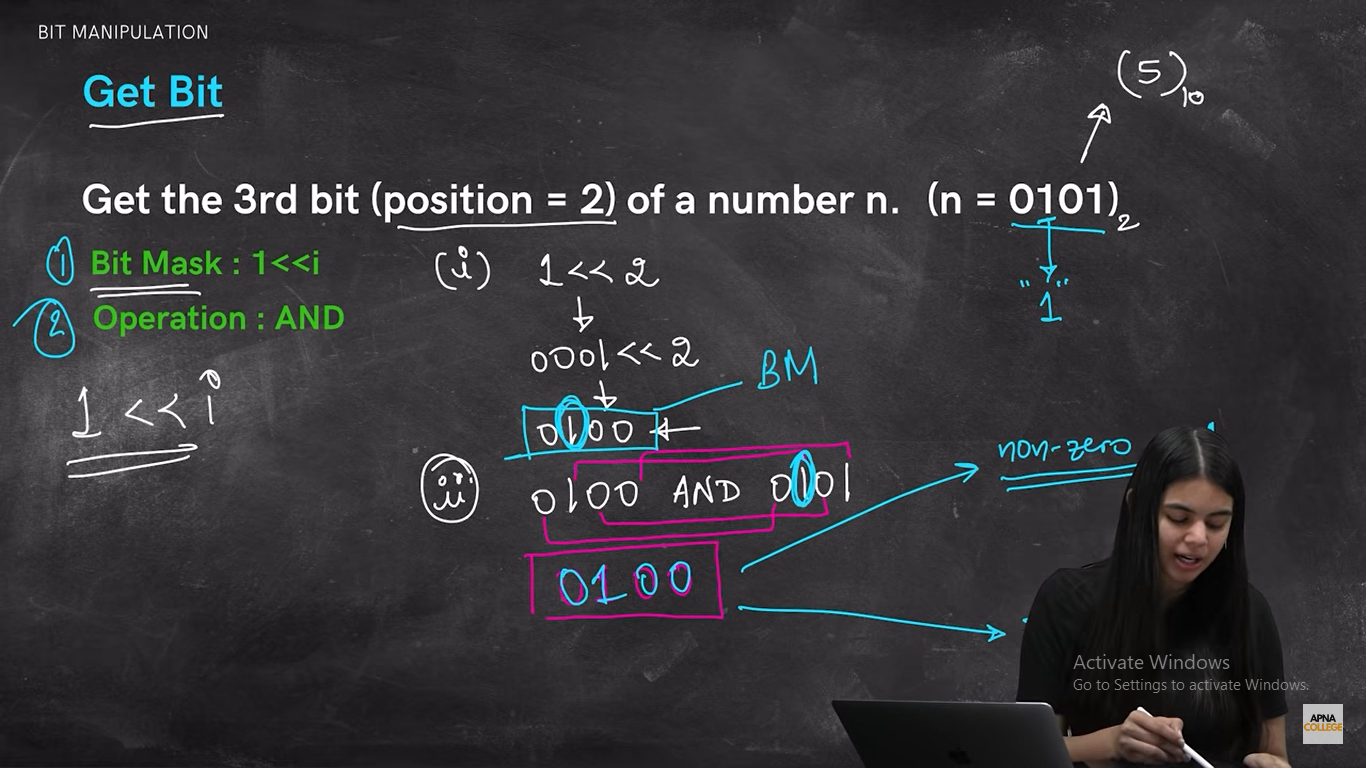 BIT MANIPULATION
(5)10
Get Bit
Get the 3rd bit (position = 2) of a number n. (n = 0101)2
1 Bit Mask : 1<<i
(i) 1 << 2
" 1 "
2 Operation : AND
0001 << 2
BM
1 << i
0100
non-zero
(ii) 0100 AND 0101
0100
Activate Windows
Go to Settings to activate Windows.
APNA
COLLEGE